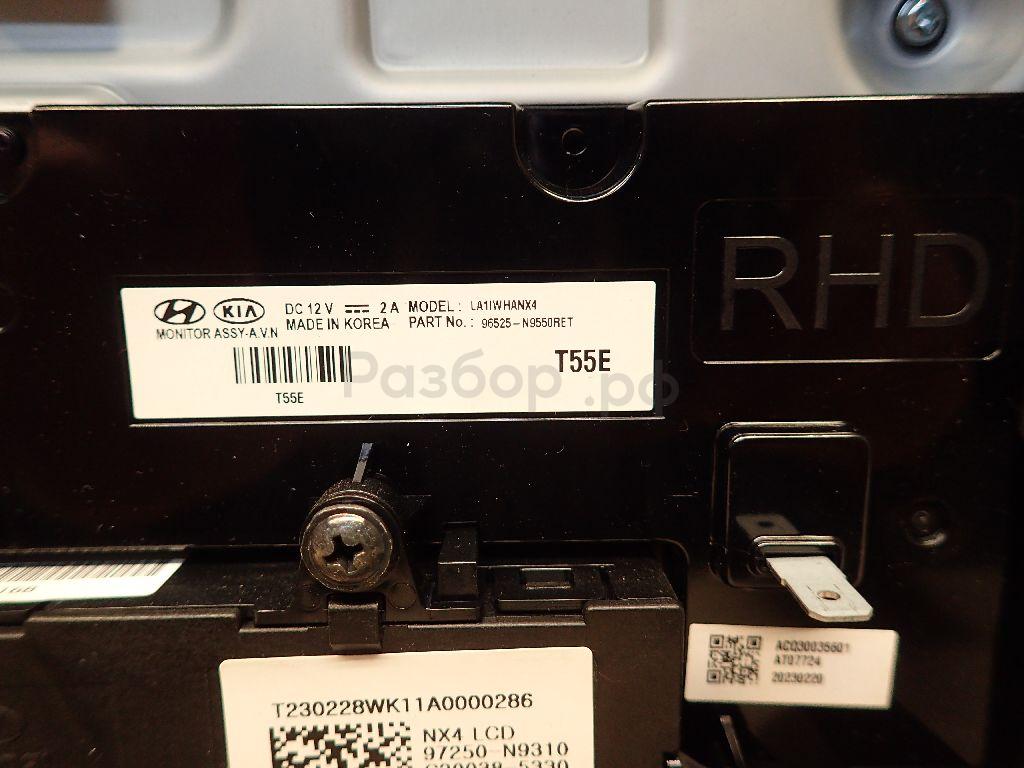 RHD
KIA
DC 12 V 2 A MODEL : LA1IWHANX4
MADE IN KOREA PART No. : 96525-N9550RET
MONITOR ASSY-A.V.N
T55E
T55E
Разбор.рф
ACQ30035601
AT07724
20230220
T230228WK11A0000286
NX4 LCD
97250-N9310